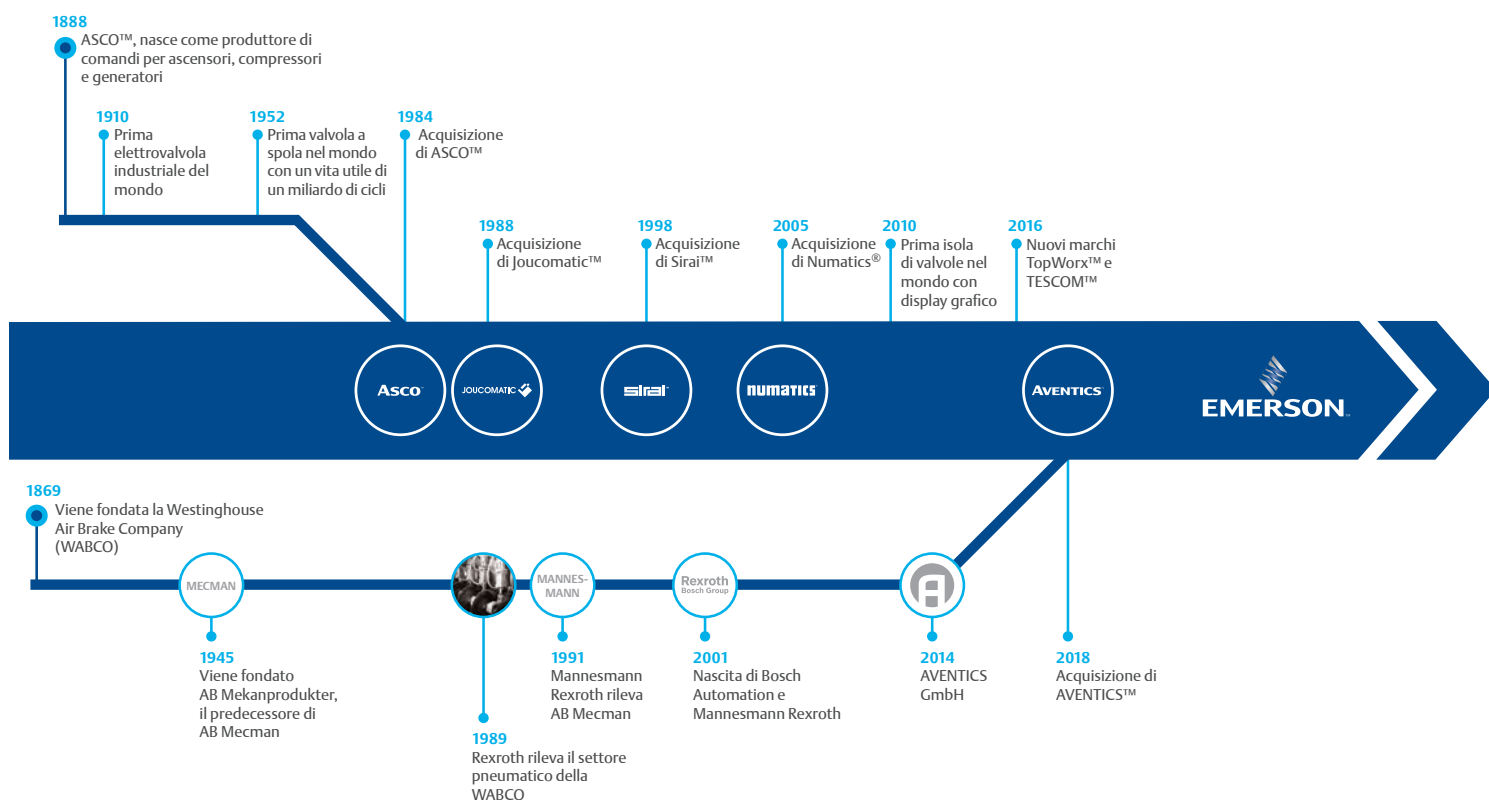 1888
ASCO™, nasce come produttore di
comandi per ascensori, compressori
e generatori
1910
Prima
elettrovalvola
industriale del
mondo
1952
Prima valvola a
spola nel mondo
con un vita utile di
un miliardo di cicli
1984
Acquisizione
di ASCO™
1988
Acquisizione
di Joucomatic™
1998
Acquisizione
di Sirai™
2005
Acquisizione
di Numatics®
2010
Prima isola
di valvole nel
mondo con
display grafico
2016
Nuovi marchi
TopWorx™ e
TESCOM™
ASCO™
JOUCOMATIC
sirai™
numatics
AVENTICS
EMERSON™
1869
Viene fondata la Westinghouse
Air Brake Company
(WABCO)
MECMAN
MANNES-
MANN
Rexroth
Bosch Group
A
1945
Viene fondato
AB Mekanprodukter,
il predecessore di
AB Mecman
1989
Rexroth rileva il settore
pneumatico della
WABCO
1991
Mannesmann
Rexroth rileva
AB Mecman
2001
Nascita di Bosch
Automation e
Mannesmann Rexroth
2014
AVENTICS
GmbH
2018
Acquisizione di
AVENTICS™